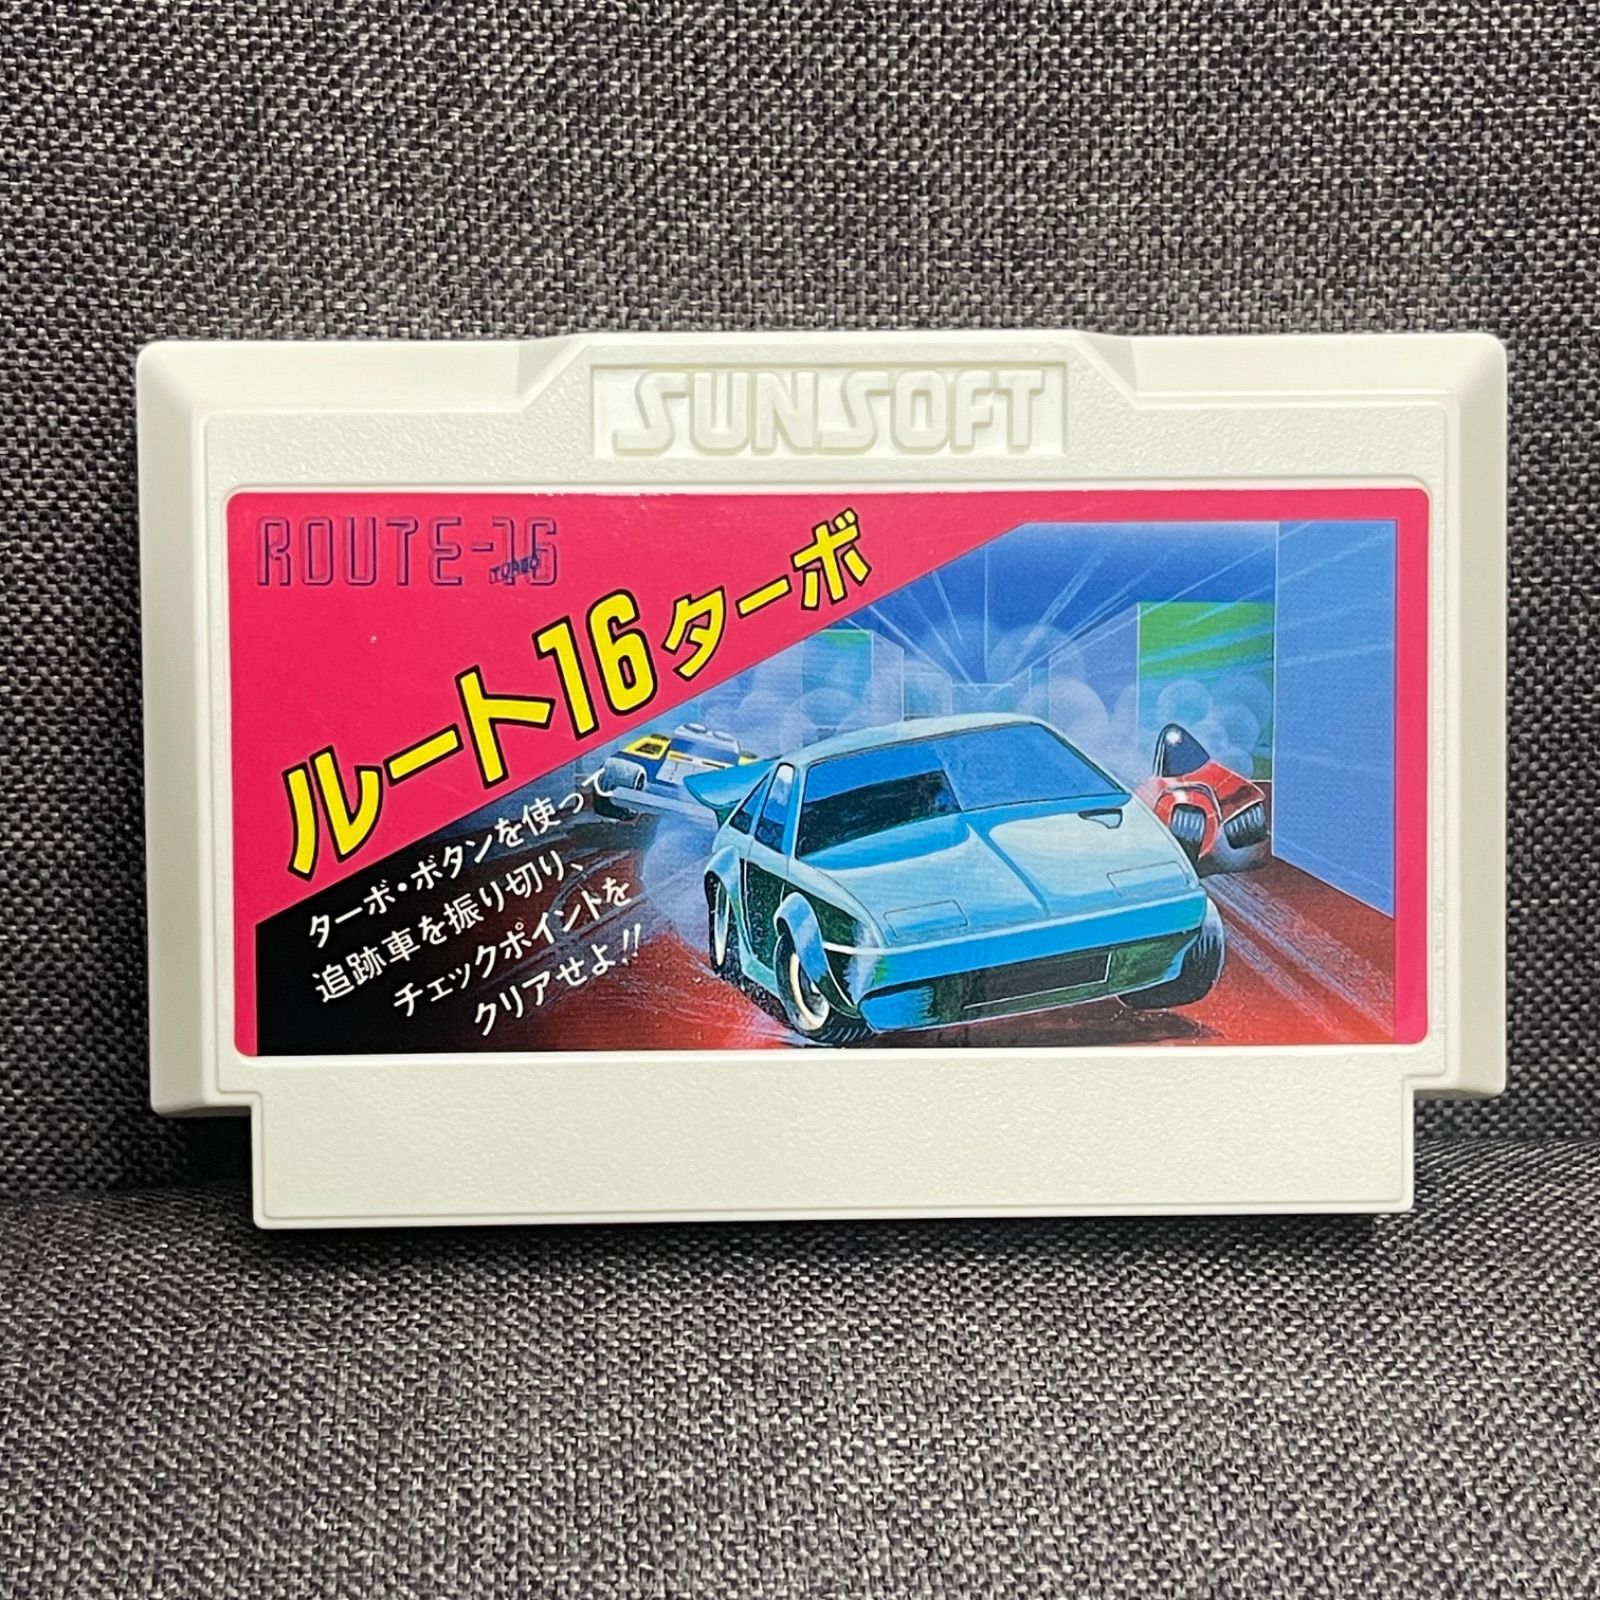 SUNSOFT
ROUTE-16
TURBO
ルート16ターボ
ターボ・ボタンを使って
追跡車を振り切り、
チェックポイントを
クリアせよ!!